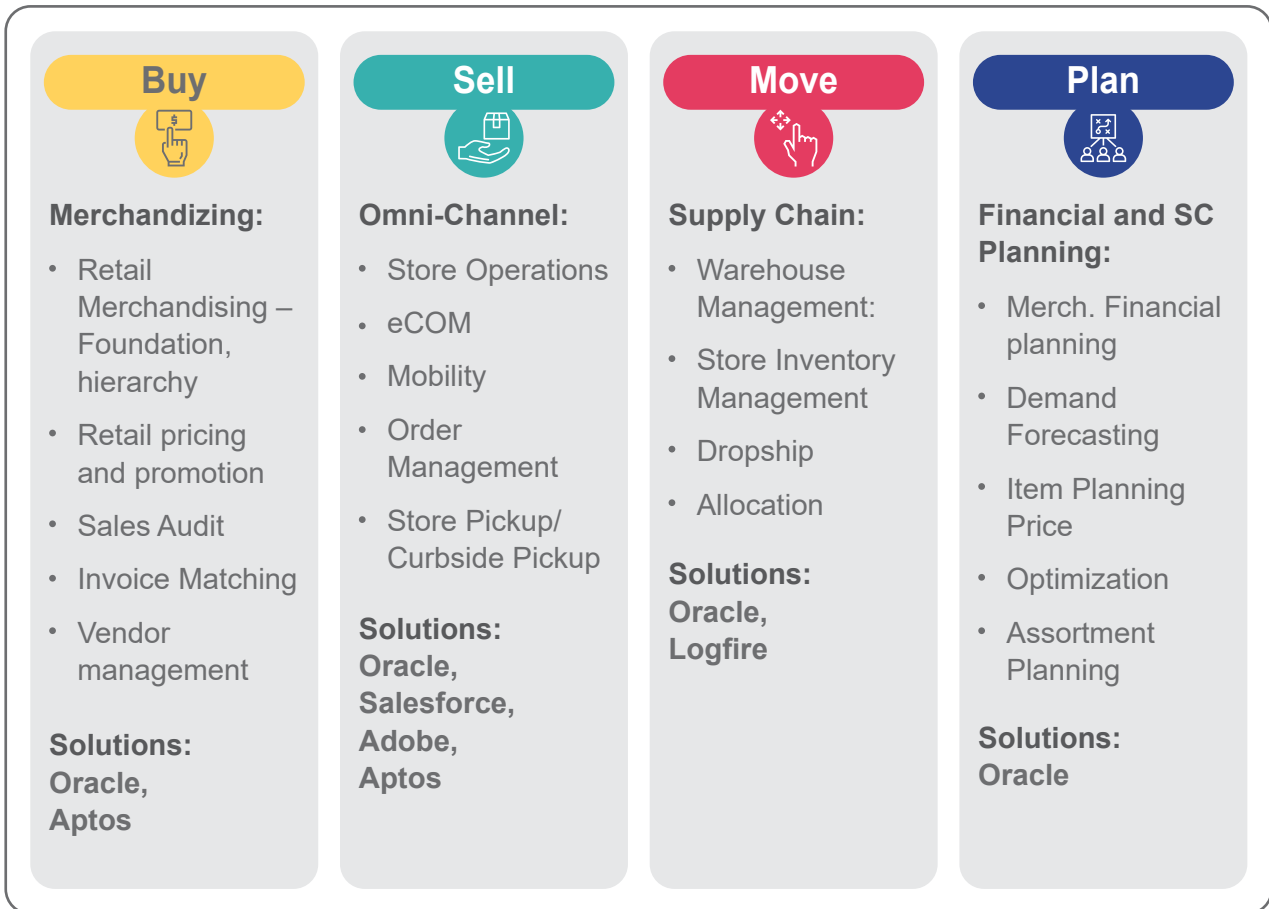 Buy
$
Merchandizing:
• Retail
Merchandising –
Foundation,
hierarchy
• Retail pricing
and promotion
• Sales Audit
• Invoice Matching
• Vendor
management
Solutions:
Oracle,
Aptos
Sell
Omni-Channel:
• Store Operations
• eCOM
• Mobility
• Order
Management
• Store Pickup/
Curbside Pickup
Solutions:
Oracle,
Salesforce,
Adobe,
Aptos
Move
Supply Chain:
• Warehouse
Management:
• Store Inventory
Management
• Dropship
• Allocation
Solutions:
Oracle,
Logfire
Plan
Financial and SC
Planning:
• Merch. Financial
planning
• Demand
Forecasting
• Item Planning
Price
• Optimization
• Assortment
Planning
Solutions:
Oracle